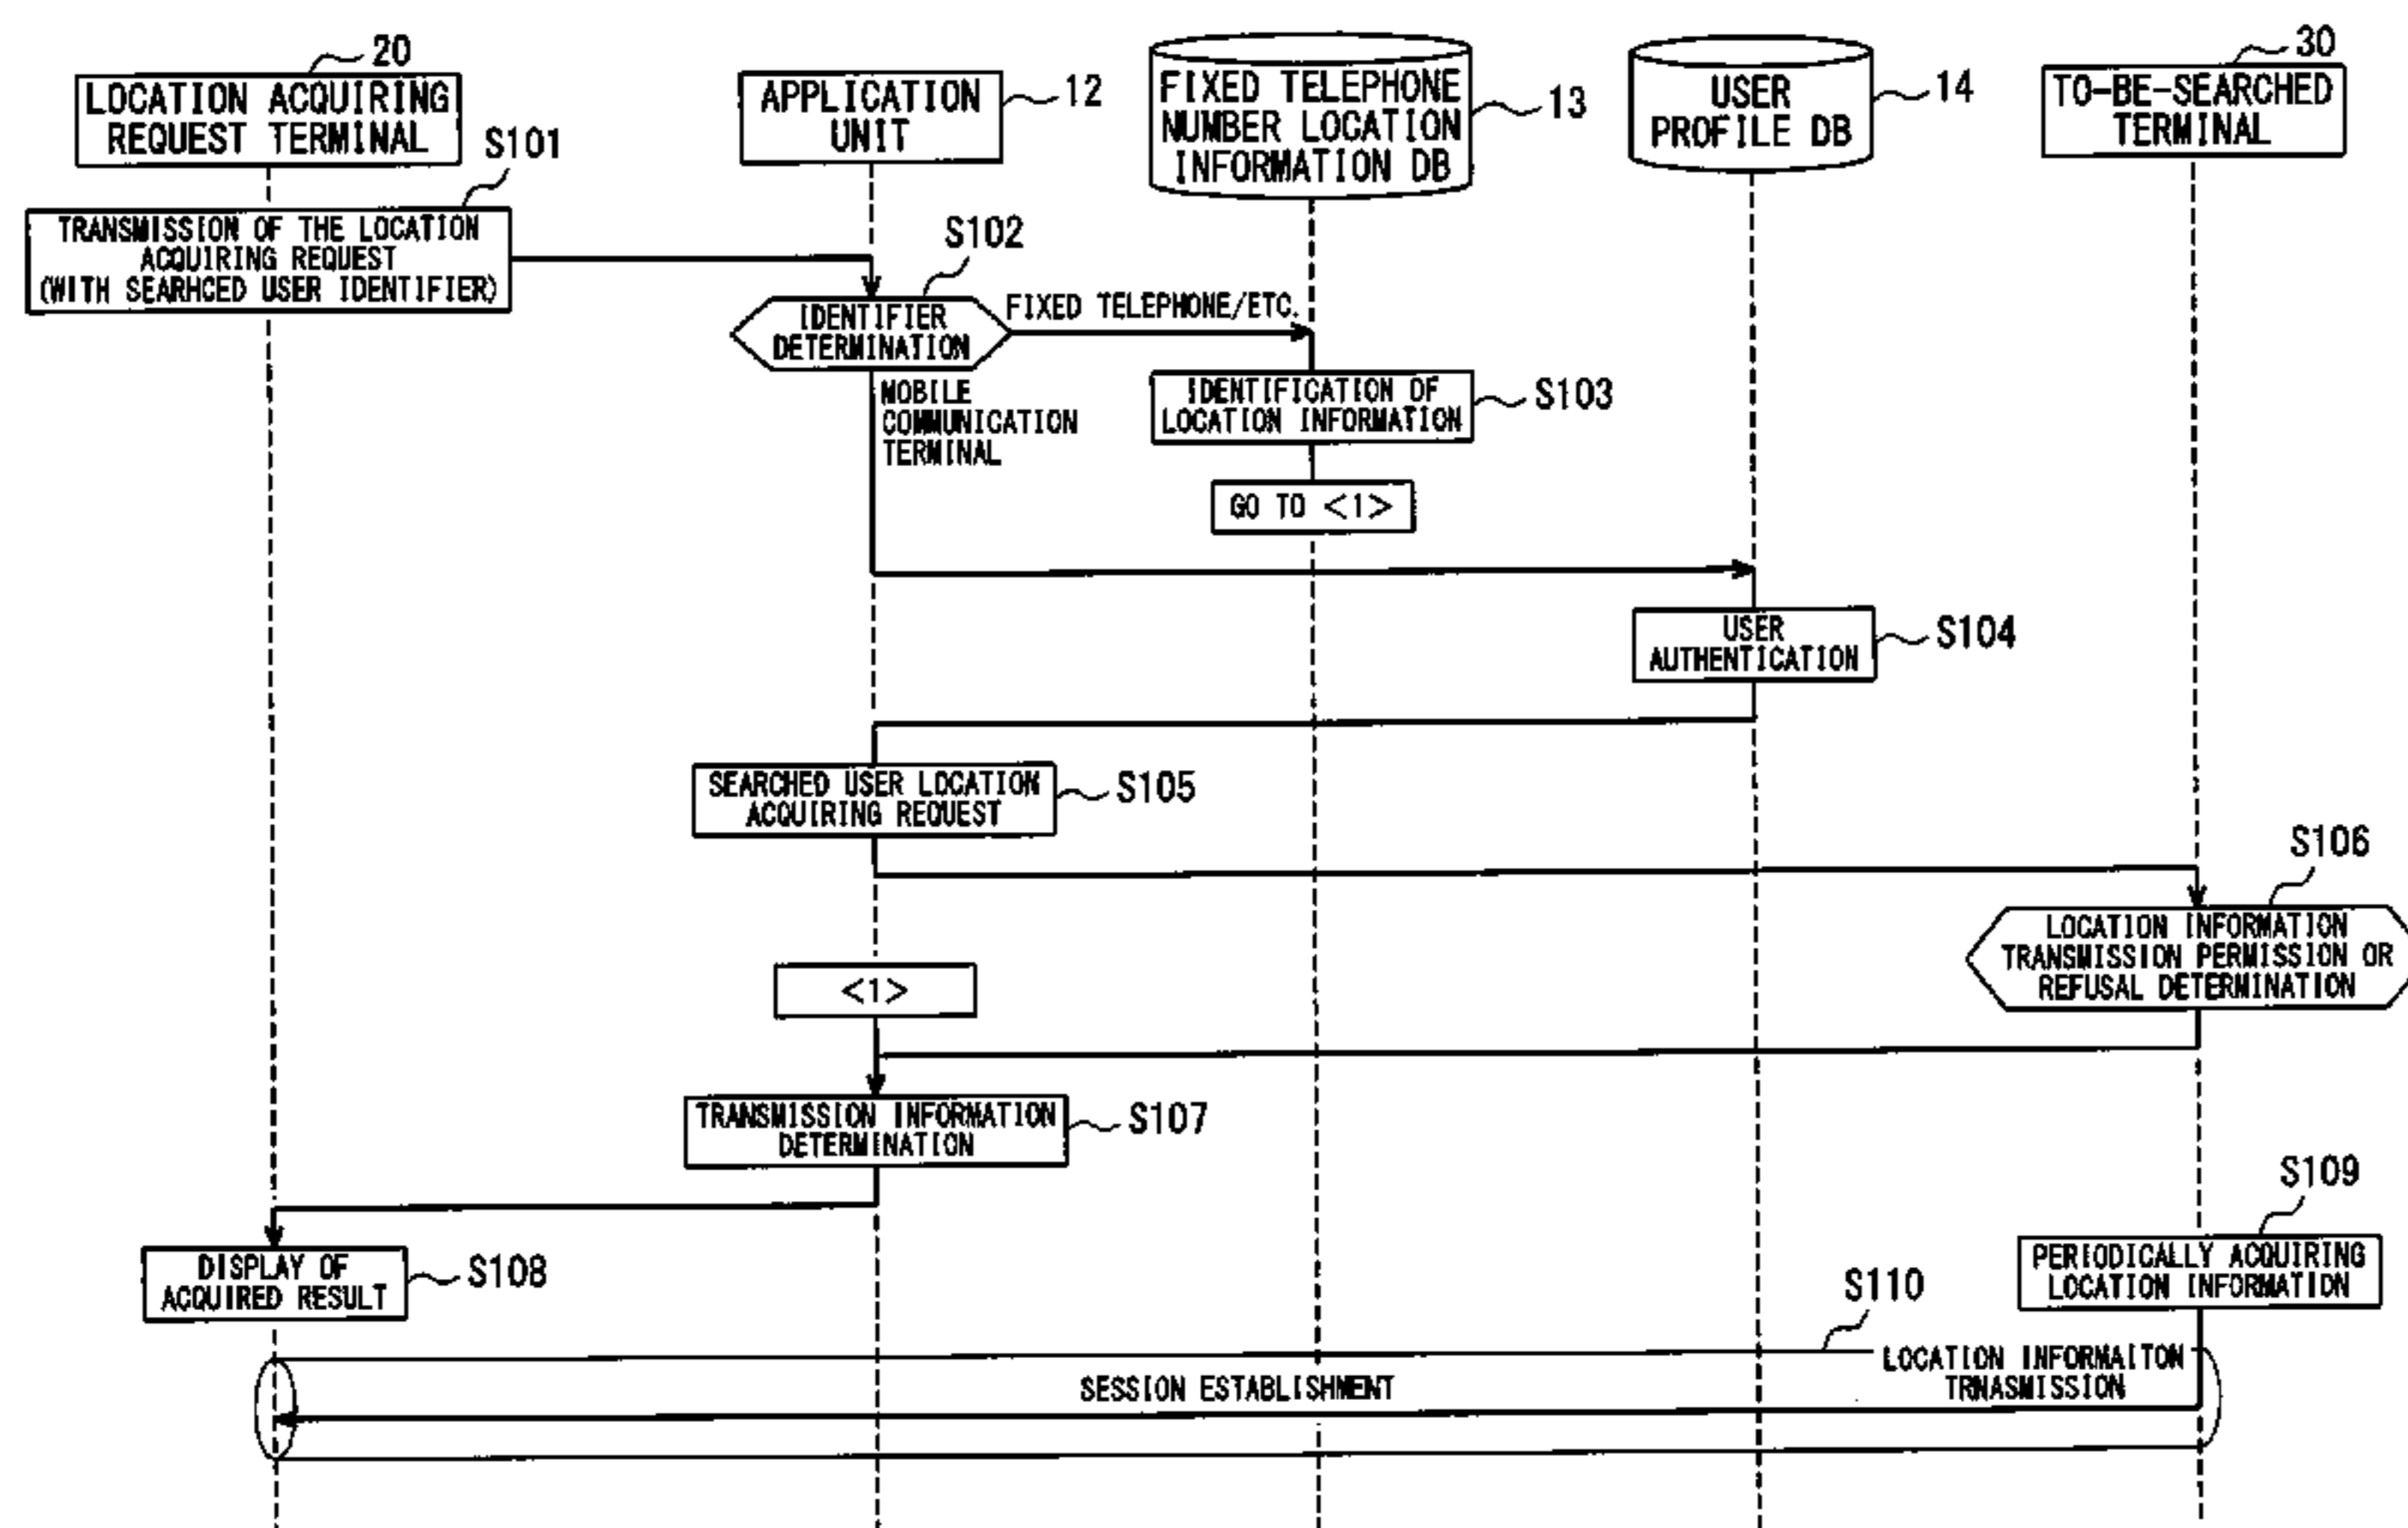 20
LOCATION ACQUIRING
REQUEST TERMINAL
APPLICATION
UNIT
12
FIXED TELEPHONE
NUMBER LOCATION
INFORMATION DB
13
USER
PROFILE DB
14
30
TO-BE-SEARCHED
TERMINAL
S101
TRANSMISSION OF THE LOCATION
ACQUIRING REQUEST
(WITH SEARHCED USER IDENTIFIER)
S102
IDENTIFIER
DETERMINATION
FIXED TELEPHONE/ETC.
MOBILE
COMMUNICATION
TERMINAL
IDENTIFICATION OF
LOCATION INFORMATION
S103
GO TO <1>
USER
AUTHENTICATION
S104
SEARCHED USER LOCATION
ACQUIRING REQUEST
S105
S106
LOCATION INFORMATION
TRANSMISSION PERMISSION OR
REFUSAL DETERMINATION
<1>
TRANSMISSION INFORMATION
DETERMINATION
S107
DISPLAY OF
ACQUIRED RESULT
S108
S109
PERIODICALLY ACQUIRING
LOCATION INFORMATION
S110
LOCATION INFORMAITON
TRNASMISSION
SESSION ESTABLISHMENT